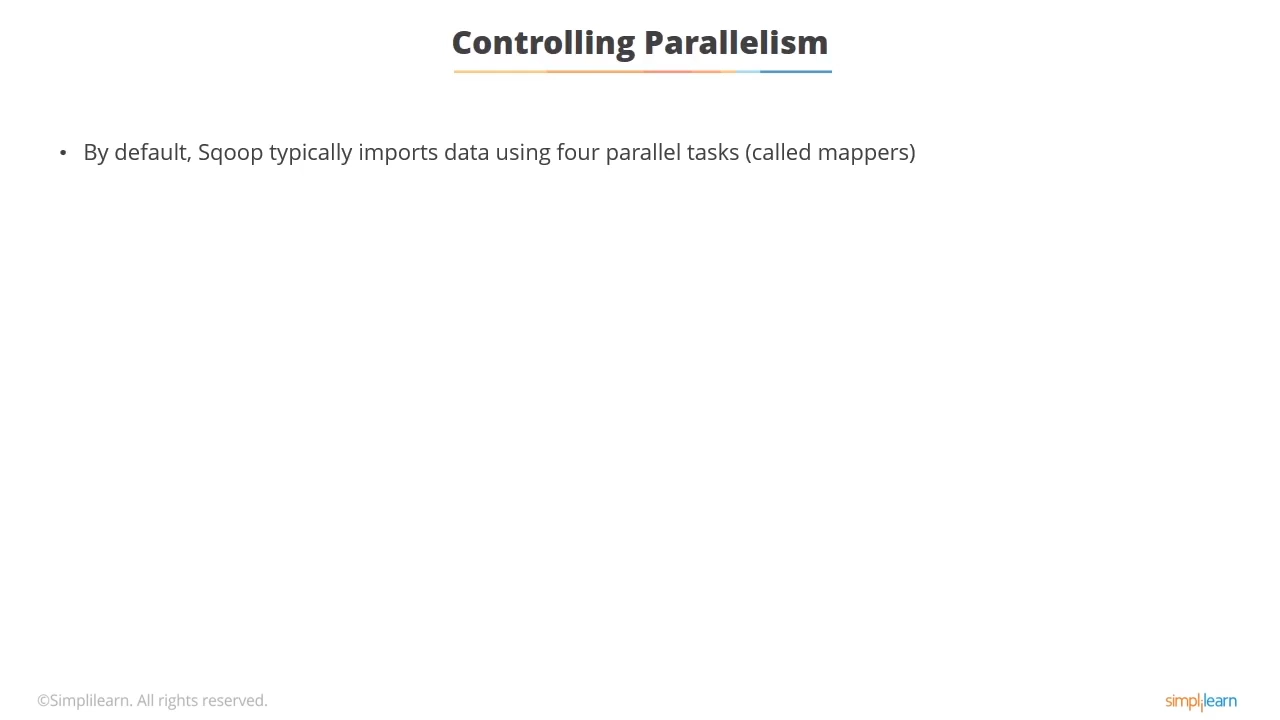 Controlling Parallelism
• By default, Sqoop typically imports data using four parallel tasks (called mappers)
©Simplilearn. All rights reserved.
simplilearn